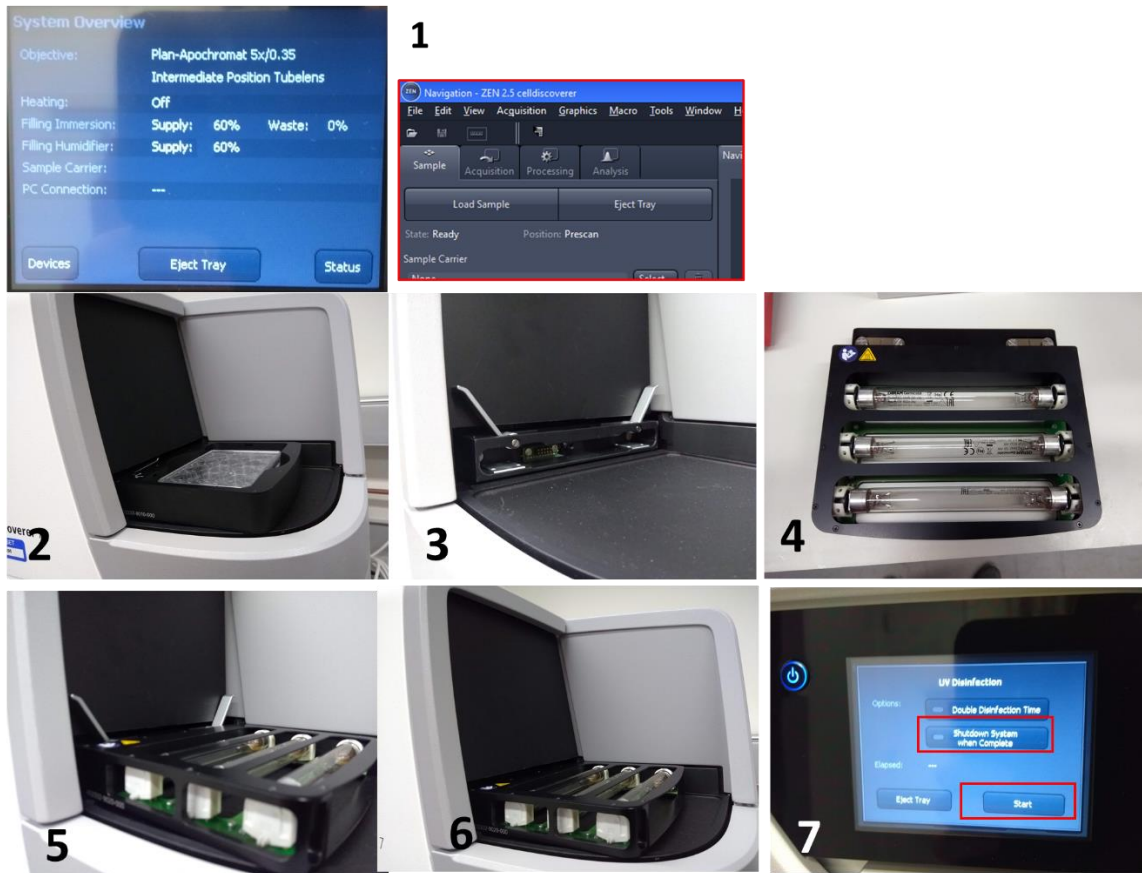 System Overview
Objective: Plan-Apochromat 5x/0.35
Intermediate Position Tubelens
Heating: Off
Filling Immersion: Supply: 60% Waste: 0%
Filling Humidifier: Supply: 60%
Sample Carrier:
PC Connection: ---
Devices Eject Tray Status
1
ZEN Navigation - ZEN 2.5 celldiscoverer
File Edit View Acquisition Graphics Macro Tools Window H
Sample Acquisition Processing Analysis Navi
Load Sample Eject Tray
State: Ready Position: Prescan
Sample Carrier
None Select...
2
3
4
5
6
7
UV Disinfection
Options: Double Disinfection Time
Shutdown System
when Complete
Elapsed: ---
Eject Tray Start